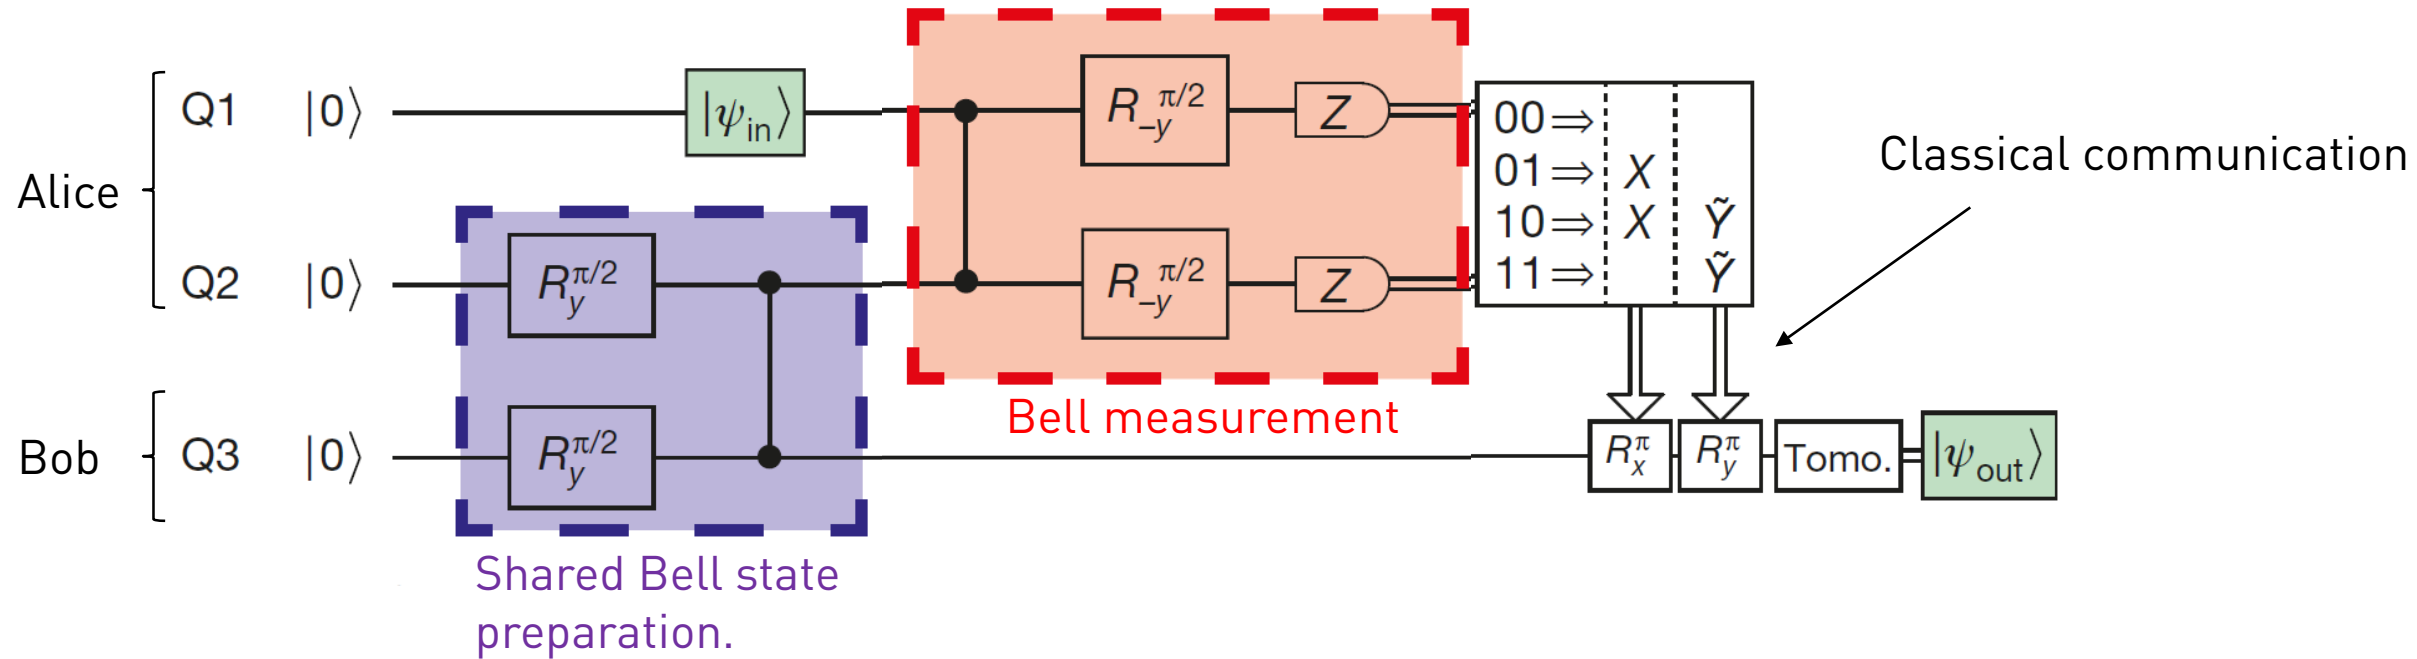 Alice
Q1 |0⟩ |ψin⟩ R−y π/2 Z
Q2 |0⟩ Ry π/2 R−y π/2 Z
Bob
Q3 |0⟩ Ry π/2
00⇒
01⇒ X
10⇒ X Ỹ
11⇒ Ỹ
Classical communication
Bell measurement
Rx π Ry π Tomo. |ψout⟩
Shared Bell state
preparation.